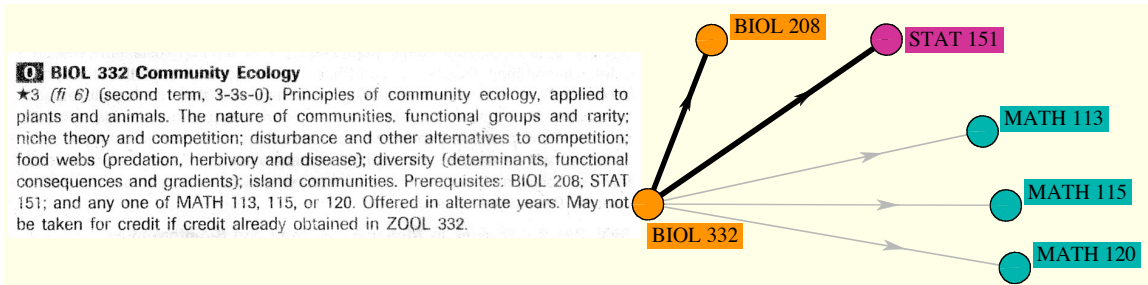 O BIOL 332 Community Ecology
★3 (fi 6) (second term, 3-3s-0). Principles of community ecology, applied to
plants and animals. The nature of communities, functional groups and rarity;
niche theory and competition; disturbance and other alternatives to competition;
food webs (predation, herbivory and disease); diversity (determinants, functional
consequences and gradients); island communities. Prerequisites: BIOL 208; STAT
151; and any one of MATH 113, 115, or 120. Offered in alternate years. May not
be taken for credit if credit already obtained in ZOOL 332.
BIOL 208
STAT 151
MATH 113
MATH 115
BIOL 332
MATH 120